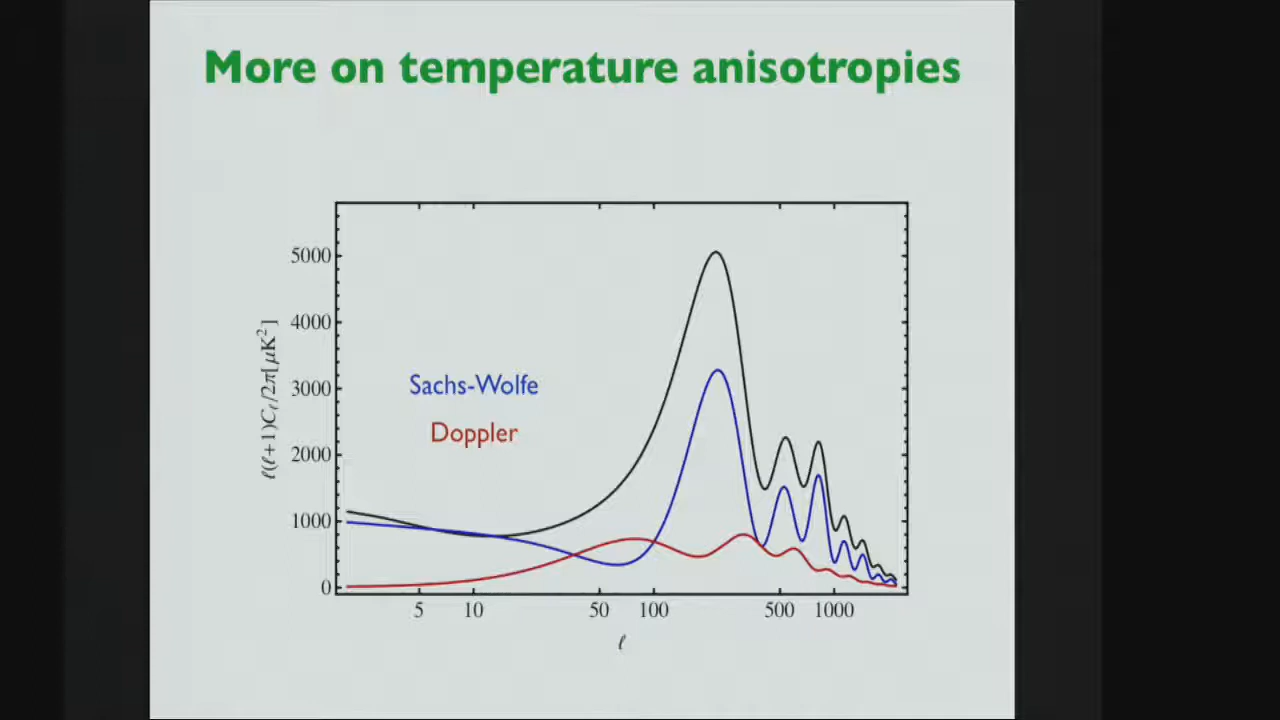 More on temperature anisotropies
5000
4000
3000
2000
1000
0
ℓ(ℓ+1)Cℓ/2π[μK²]
Sachs-Wolfe
Doppler
5 10 50 100 500 1000
ℓ